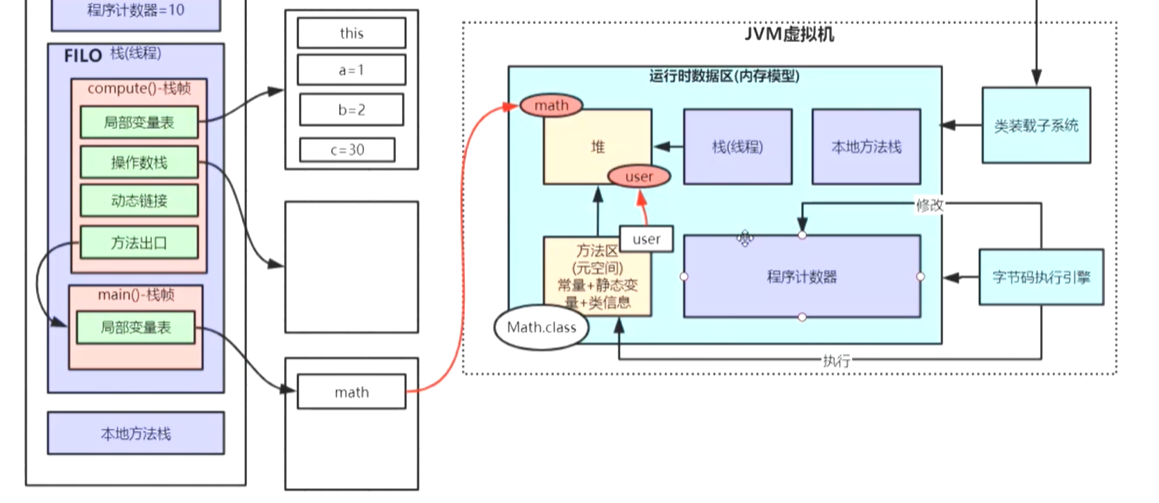 程序计数器=10
FILO 栈(线程)
compute()-栈帧
局部变量表
操作数栈
动态链接
方法出口
main()-栈帧
局部变量表
本地方法栈
this
a=1
b=2
c=30
math
JVM虚拟机
运行时数据区(内存模型)
math
堆
user
栈(线程)
本地方法栈
类装载子系统
修改
user
方法区
(元空间)
常量+静态变
量+类信息
Math.class
程序计数器
字节码执行引擎
执行